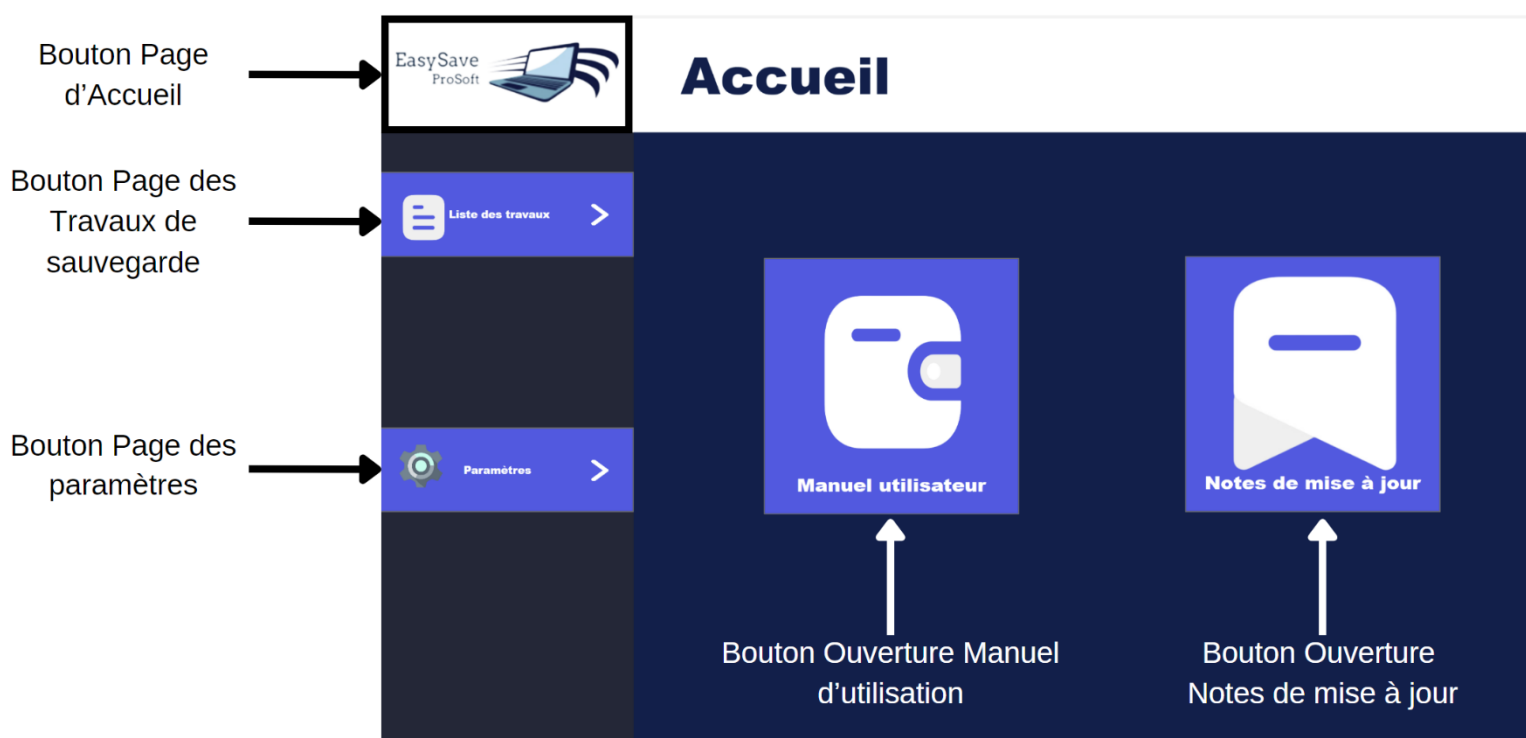 Bouton Page
d’Accueil
EasySave
ProSoft
Accueil
Bouton Page des
Travaux de
sauvegarde
Liste des travaux
Bouton Page des
paramètres
Paramètres
Manuel utilisateur
Notes de mise à jour
Bouton Ouverture Manuel
d’utilisation
Bouton Ouverture
Notes de mise à jour